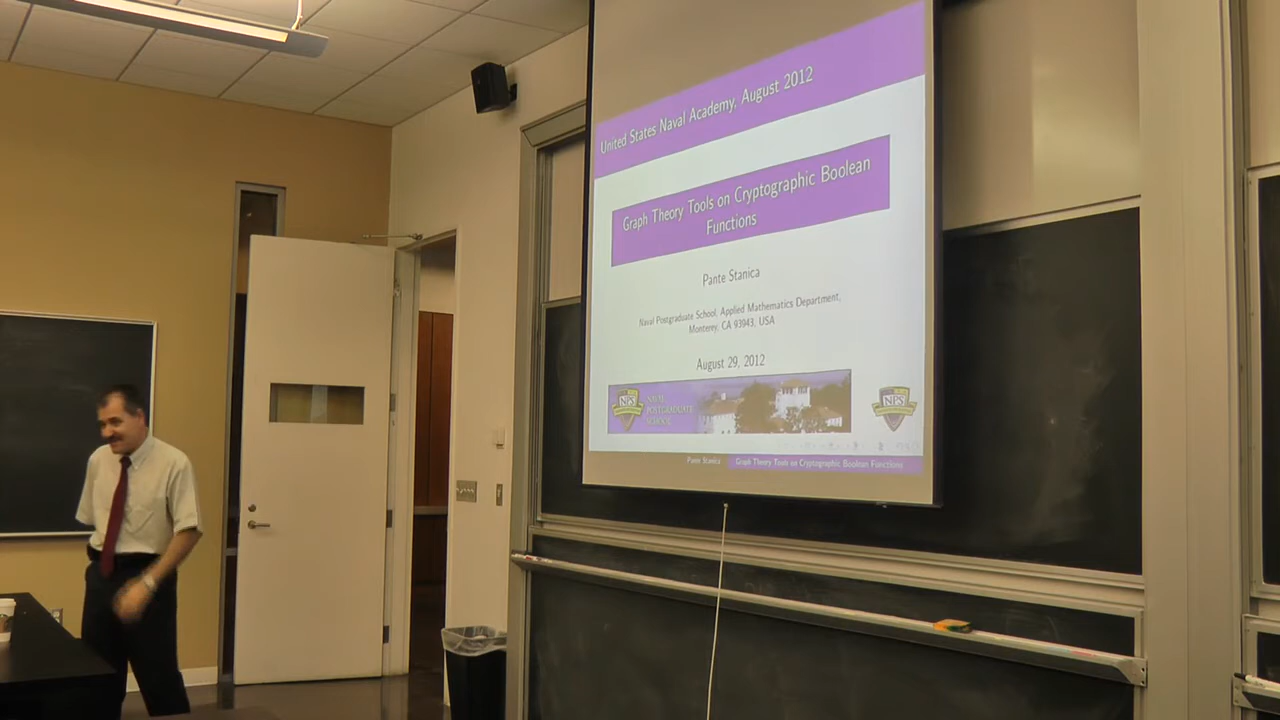 United States Naval Academy, August 2012
Graph Theory Tools on Cryptographic Boolean
Functions
Pante Stanica
Naval Postgraduate School, Applied Mathematics Department,
Monterey, CA 93943, USA
August 29, 2012
NPS
NAVAL
POSTGRADUATE
SCHOOL
NPS
Pante Stanica
Graph Theory Tools on Cryptographic Boolean Functions